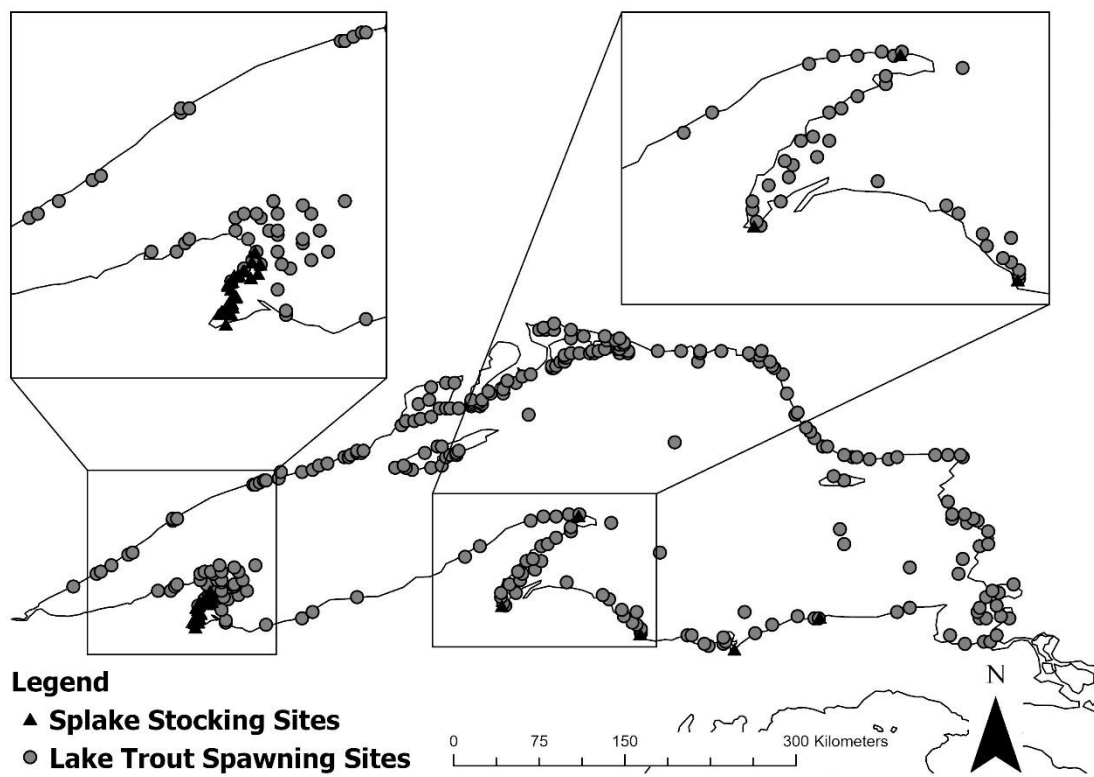 N
Legend
Splake Stocking Sites
Lake Trout Spawning Sites
0 75 150 300 Kilometers